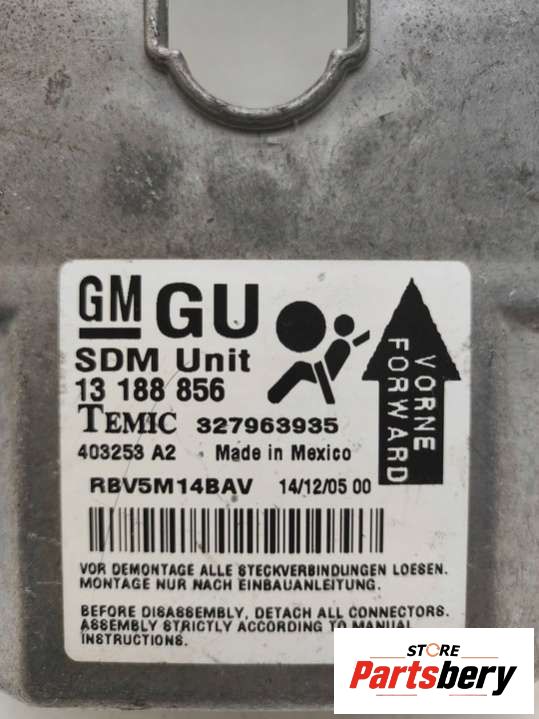 GM GU
SDM Unit
13 188 856
TEMIC 327963935
403253 A2 Made in Mexico
RBV5M14BAV 14/12/05 00
VORNE
FORWARD
VOR DEMONTAGE ALLE STECKVERBINDUNGEN LOESEN.
MONTAGE NUR NACH EINBAUANLEITUNG.
BEFORE DISASSEMBLY, DETACH ALL CONNECTORS.
ASSEMBLY STRICTLY ACCORDING TO MANUAL
INSTRUCTIONS.
STORE
Partsbery